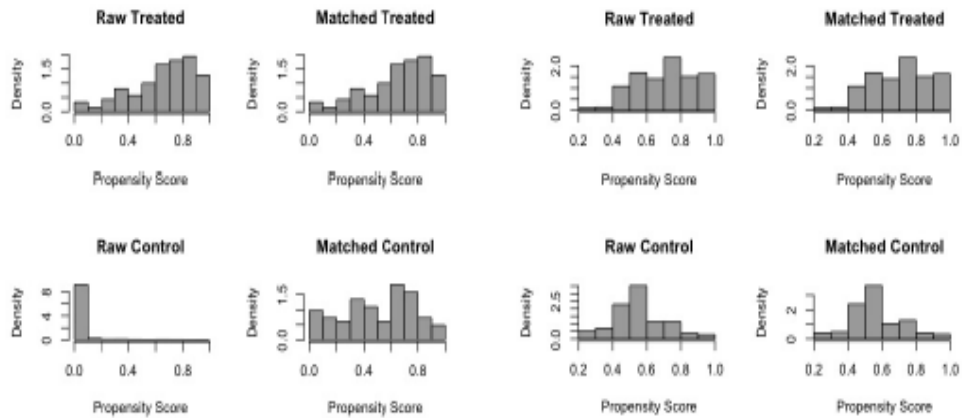 Raw Treated
Matched Treated
Raw Treated
Matched Treated
Density
0.0 1.5
Density
0.0 1.5
Density
0.0 2.0
Density
0.0 2.0
0.0 0.4 0.8
0.0 0.4 0.8
0.2 0.4 0.6 0.8 1.0
0.2 0.4 0.6 0.8 1.0
Propensity Score
Propensity Score
Propensity Score
Propensity Score
Raw Control
Matched Control
Raw Control
Matched Control
Density
0 4 8
Density
0.0 1.5
Density
0.0 2.5
Density
0 2
0.0 0.4 0.8
0.0 0.4 0.8
0.2 0.4 0.6 0.8 1.0
0.2 0.4 0.6 0.8 1.0
Propensity Score
Propensity Score
Propensity Score
Propensity Score